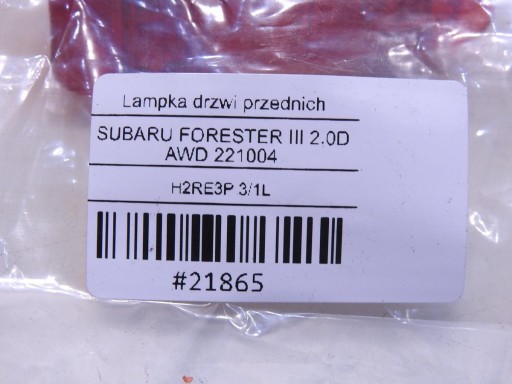 Lampka drzwi przednich
SUBARU FORESTER III 2.0D
AWD 221004
H2RE3P 3/1L
#21865